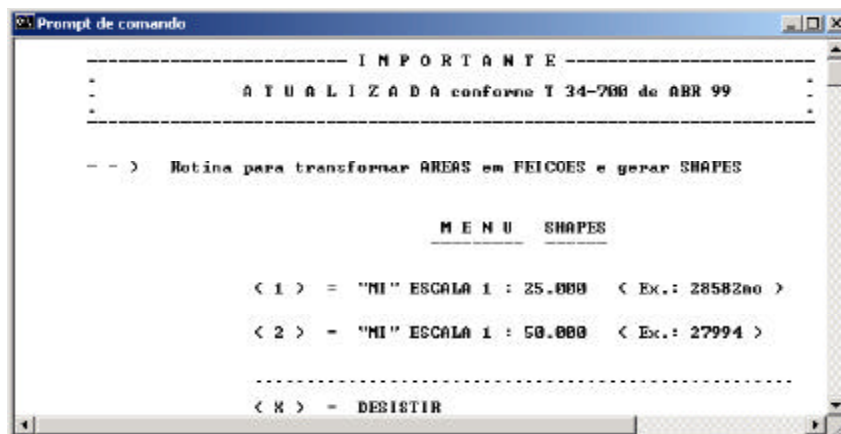 Prompt de comando
------------------------- I M P O R T A N T E -------------------------
A T U A L I Z A D A conforme T 34-700 de ABR 99
- - > Rotina para transformar AREAS em FEICOES e gerar SHAPES
M E N U SHAPES
< 1 > = "MI" ESCALA 1 : 25.000 < Ex.: 28582no >
< 2 > = "MI" ESCALA 1 : 50.000 < Ex.: 27994 >
< X > = DESISTIR